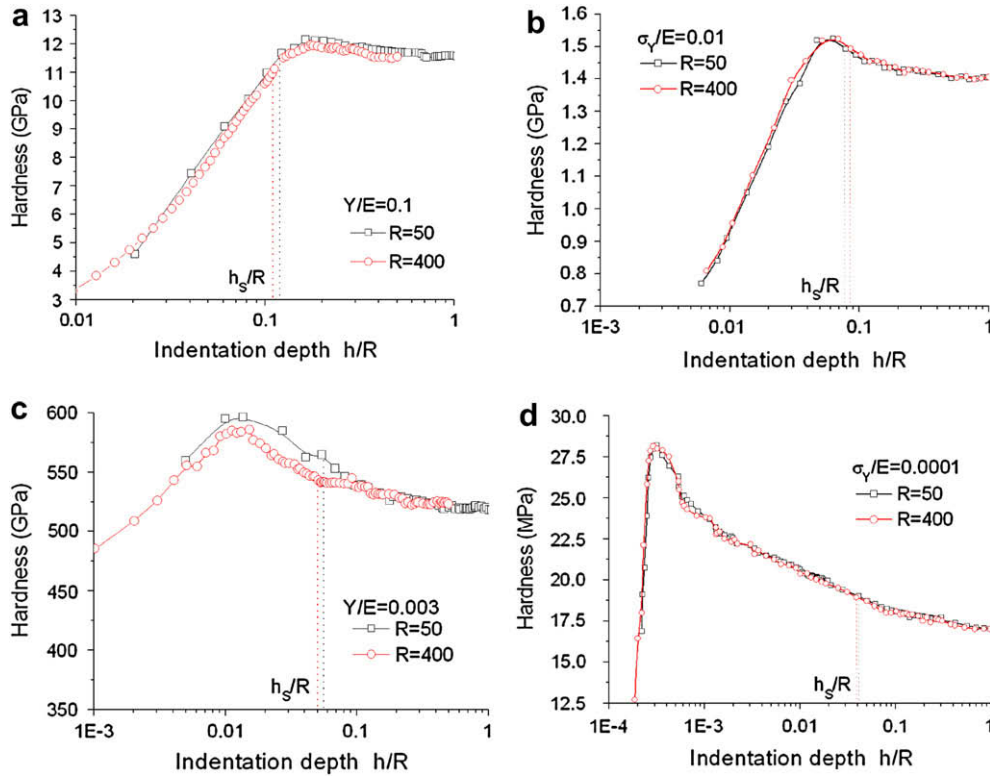 a
13
12
11
10
9
8
7
6
5
4
3
Hardness (GPa)
Y/E=0.1
R=50
R=400
hS/R
0.01
0.1
1
Indentation depth h/R
b
1.6
1.5
1.4
1.3
1.2
1.1
1.0
0.9
0.8
0.7
Hardness (GPa)
σY/E=0.01
R=50
R=400
hS/R
1E-3
0.01
0.1
1
Indentation depth h/R
c
600
550
500
450
400
350
Hardness (GPa)
Y/E=0.003
R=50
R=400
hS/R
1E-3
0.01
0.1
1
Indentation depth h/R
d
30.0
27.5
25.0
22.5
20.0
17.5
15.0
12.5
Hardness (MPa)
σY/E=0.0001
R=50
R=400
hS/R
1E-4
1E-3
0.01
0.1
1
Indentation depth h/R